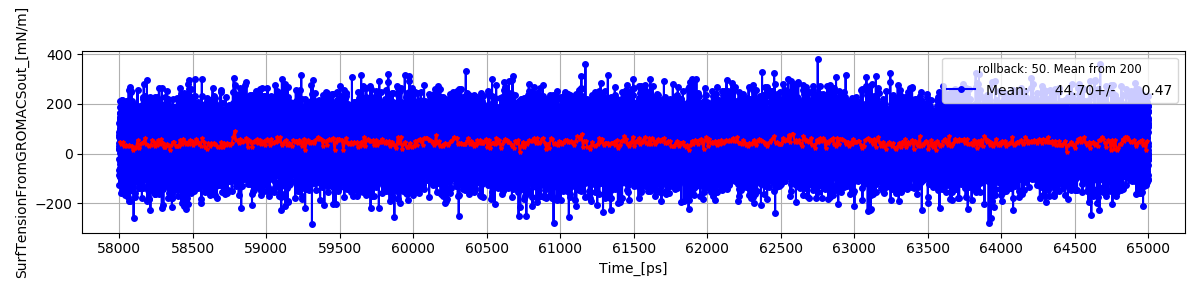 SurfTensionFromGROMACSout_[mN/m]
400
200
0
−200
rollback: 50. Mean from 200
Mean: 44.70+/- 0.47
58000 58500 59000 59500 60000 60500 61000 61500 62000 62500 63000 63500 64000 64500 65000
Time_[ps]